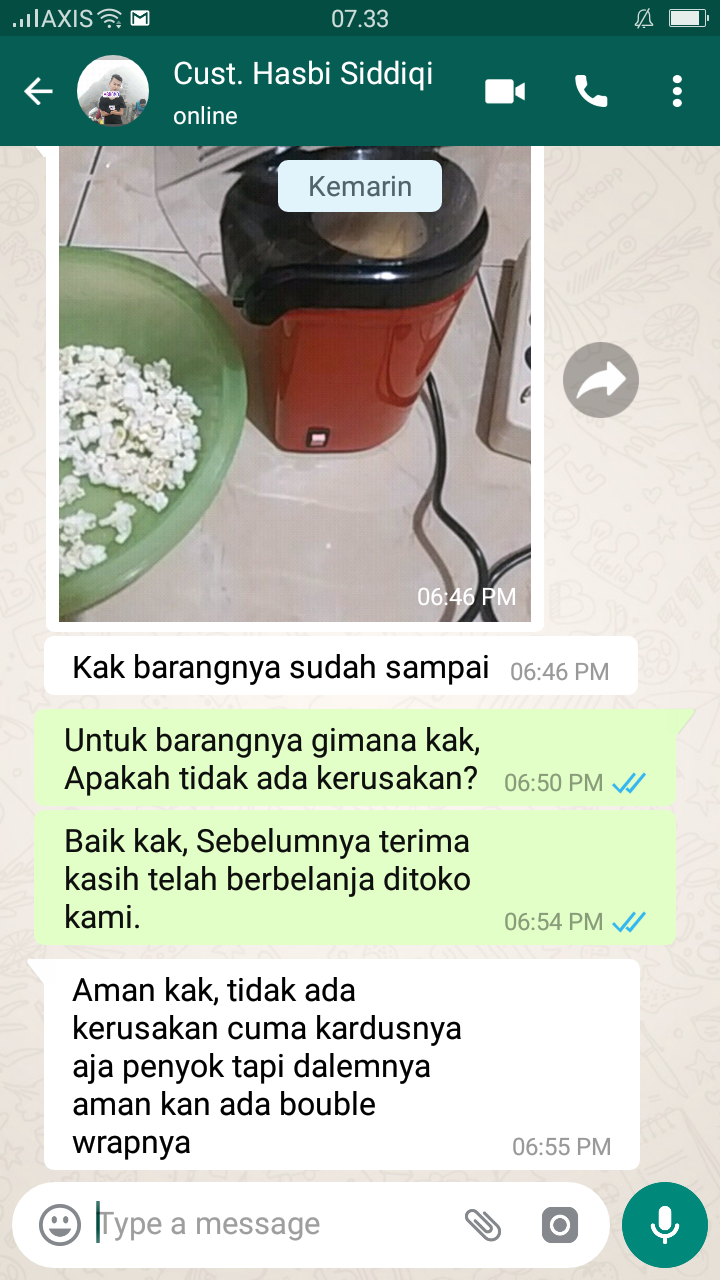 AXIS 07.33
Cust. Hasbi Siddiqi
online
Kemarin
06:46 PM
Kak barangnya sudah sampai 06:46 PM
Untuk barangnya gimana kak,
Apakah tidak ada kerusakan? 06:50 PM
Baik kak, Sebelumnya terima
kasih telah berbelanja ditoko
kami. 06:54 PM
Aman kak, tidak ada
kerusakan cuma kardusnya
aja penyok tapi dalemnya
aman kan ada bouble
wrapnya 06:55 PM
Type a message